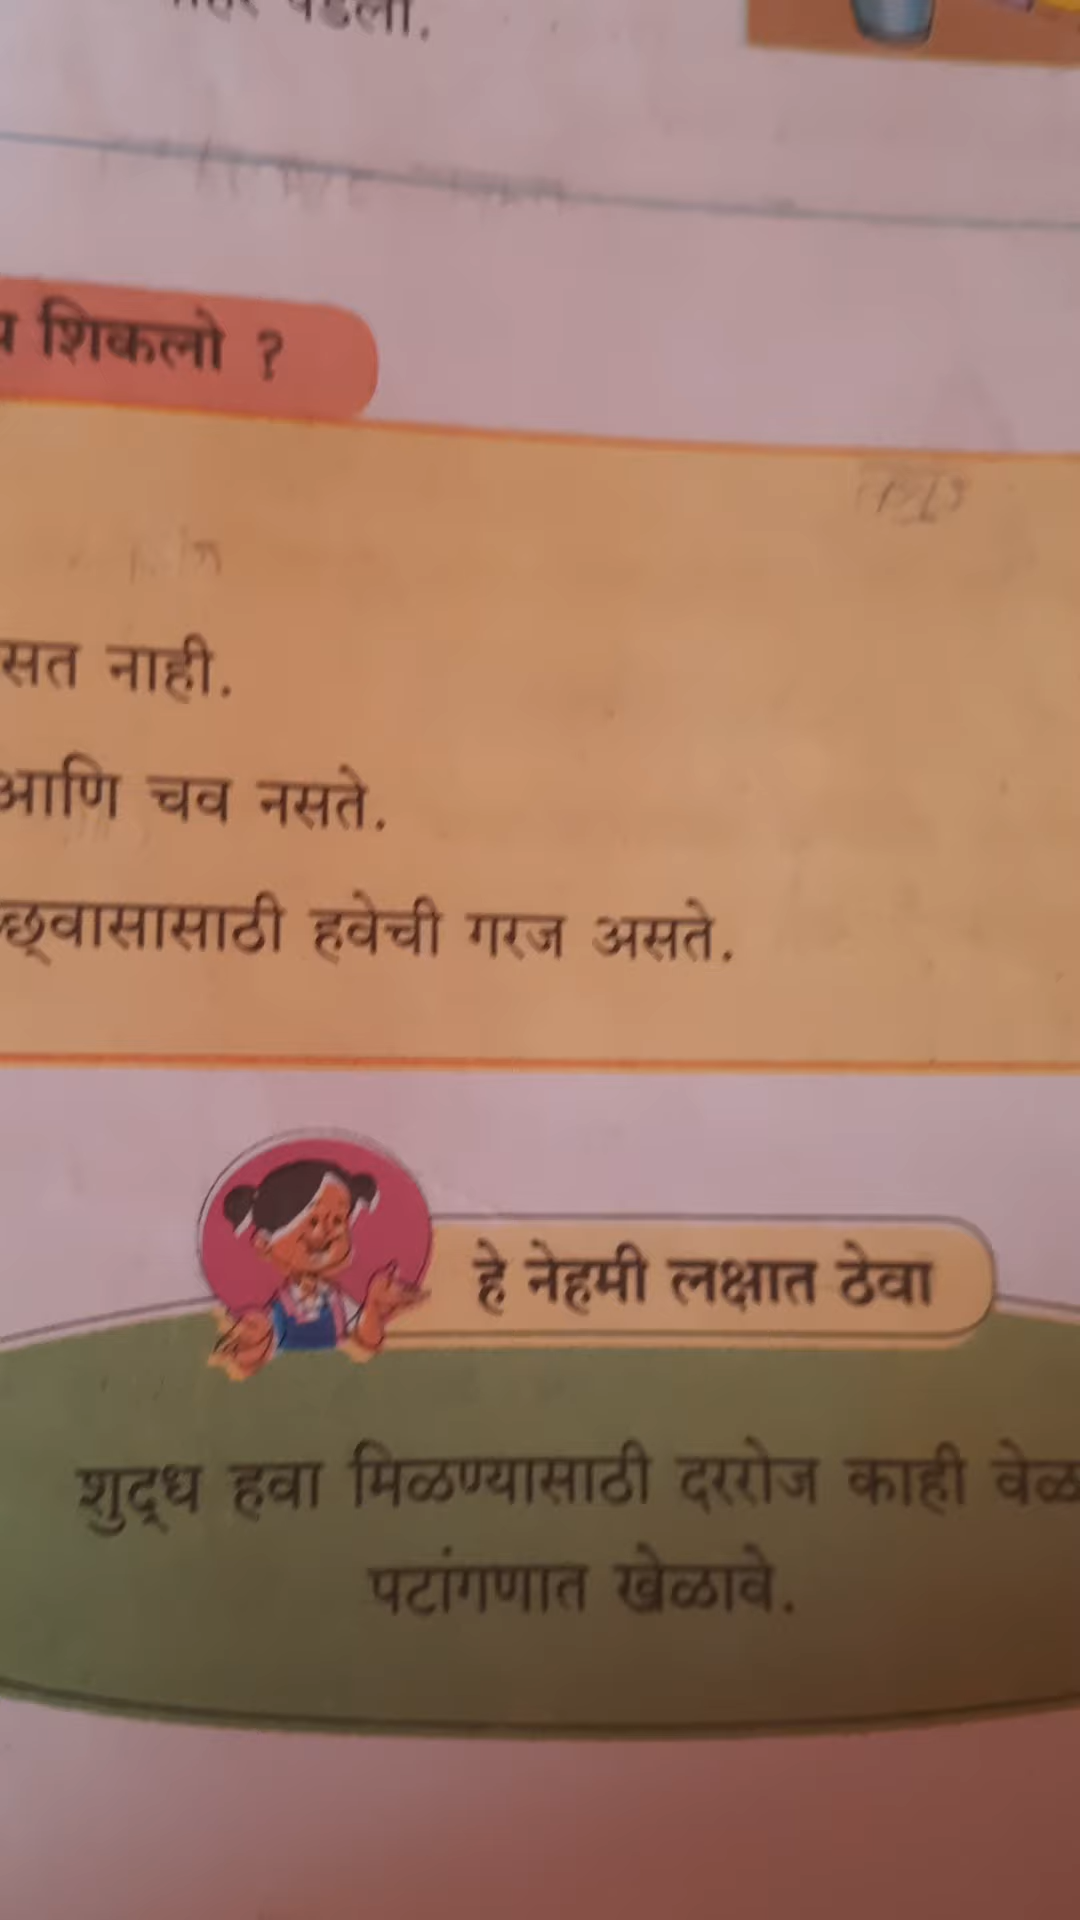 शिकलो ?
सत नाही.
आणि चव नसते.
छ्वासासाठी हवेची गरज असते.
हे नेहमी लक्षात ठेवा
शुद्ध हवा मिळण्यासाठी दररोज काही वेळ
पटांगणात खेळावे.